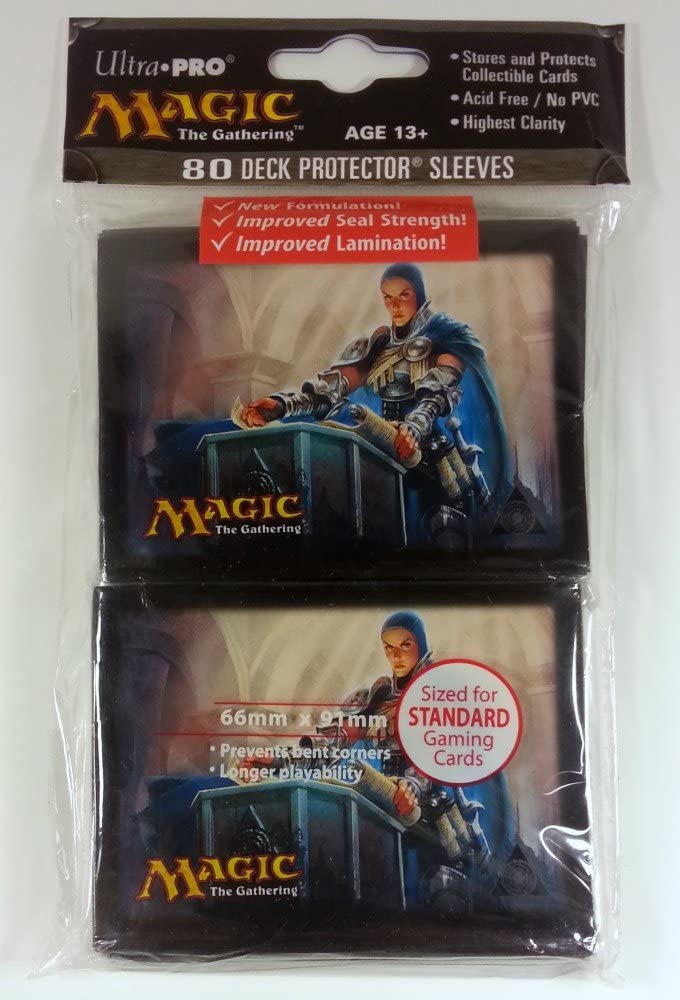 Ultra•PRO®
MAGIC
The Gathering™
AGE 13+
• Stores and Protects
Collectible Cards
• Acid Free / No PVC
• Highest Clarity
80 DECK PROTECTOR® SLEEVES
✓ New Formulation!
✓ Improved Seal Strength!
✓ Improved Lamination!
MAGIC
The Gathering
66mm x 91mm
• Prevents bent corners
• Longer playability
Sized for
STANDARD
Gaming
Cards
MAGIC
The Gathering